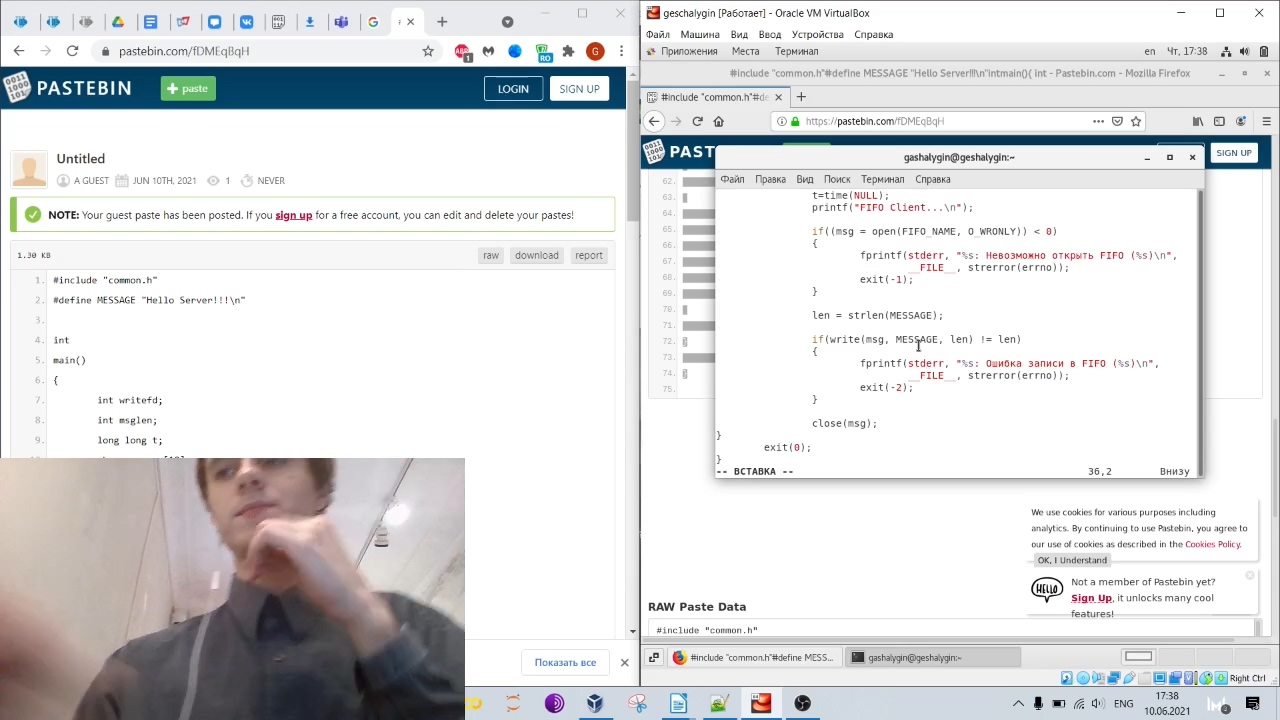 pastebin.com/fDMEqBqH
PASTEBIN
+ paste
LOGIN
SIGN UP
Untitled
A GUEST JUN 10TH, 2021 1 NEVER
NOTE: Your guest paste has been posted. If you sign up for a free account, you can edit and delete your pastes!
1.30 KB
raw
download
report
1. #include "common.h"
2. #define MESSAGE "Hello Server!!!\n"
3.
4. int
5. main()
6. {
7. int writefd;
8. int msglen;
9. long long t;
Показать все
geschalygin [Работает] - Oracle VM VirtualBox
Файл Машина Вид Ввод Устройства Справка
Приложения Места Терминал
en Чт, 17:38
#include "common.h"#define MESSAGE "Hello Server!!!\n"intmain(){ int - Pastebin.com - Mozilla Firefox
#include "common.h"#de
https://pastebin.com/fDMEqBqH
PAST
SIGN UP
gashalygin@geshalygin:~
Файл Правка Вид Поиск Терминал Справка
t=time(NULL);
printf("FIFO Client...\n");
if((msg = open(FIFO_NAME, O_WRONLY)) < 0)
{
fprintf(stderr, "%s: Невозможно открыть FIFO (%s)\n",
__FILE__, strerror(errno));
exit(-1);
}
len = strlen(MESSAGE);
if(write(msg, MESSAGE, len) != len)
{
fprintf(stderr, "%s: Ошибка записи в FIFO (%s)\n",
__FILE__, strerror(errno));
exit(-2);
}
close(msg);
}
exit(0);
}
-- ВСТАВКА -- 36,2 Внизу
62.
63.
64.
65.
66.
67.
68.
69.
70.
71.
72. }
73.
74. }
75.
We use cookies for various purposes including
analytics. By continuing to use Pastebin, you agree to
our use of cookies as described in the Cookies Policy.
OK, I Understand
HELLO
Not a member of Pastebin yet?
Sign Up, it unlocks many cool
features!
RAW Paste Data
#include "common.h"
#include "common.h"#define MESS...
gashalygin@geshalygin:~
Right Ctrl
ENG
17:38
10.06.2021